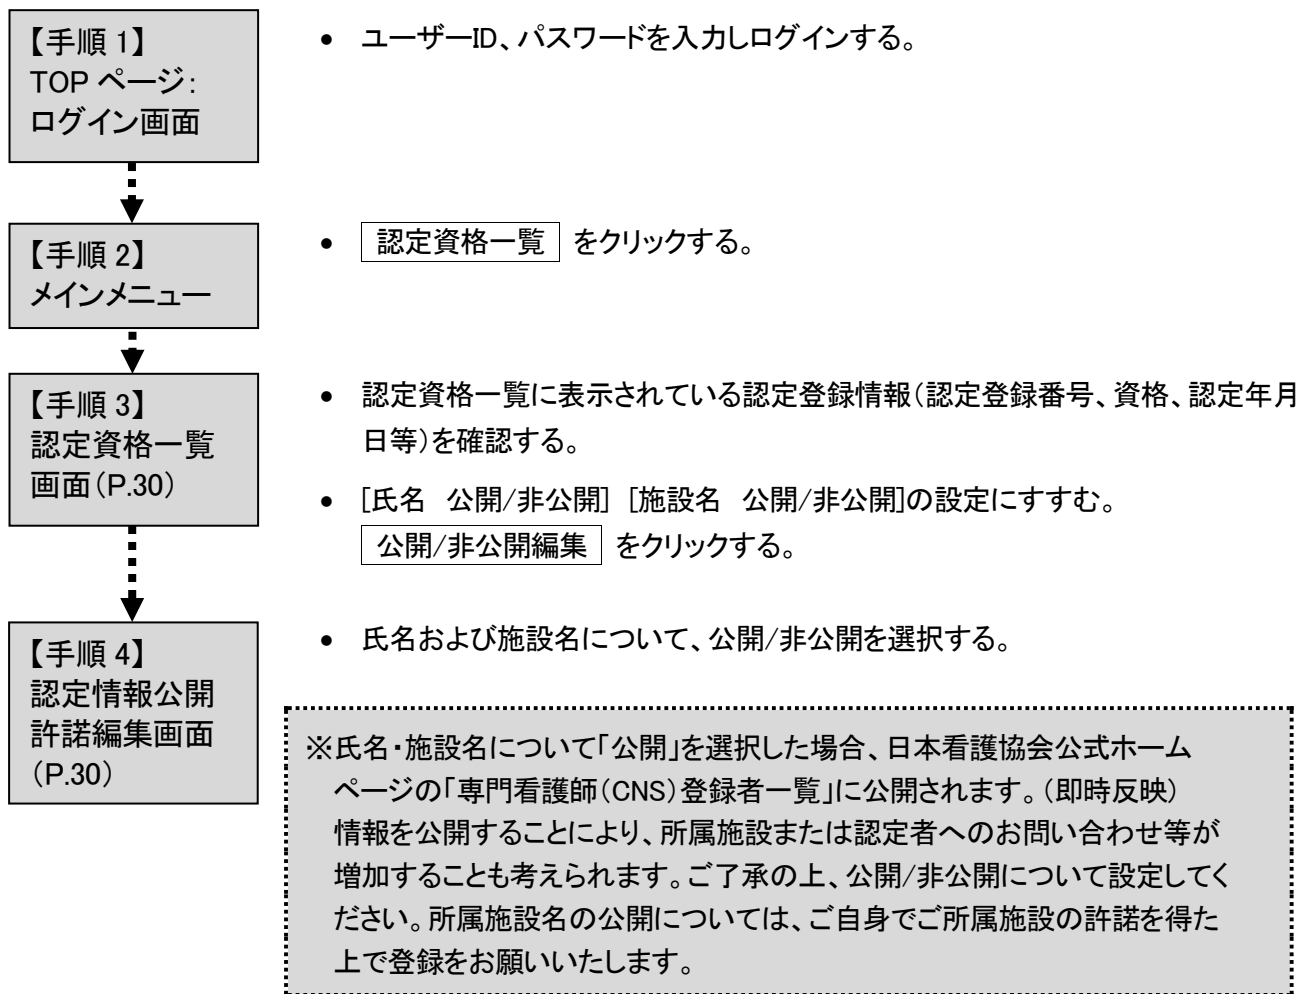 【手順 1】
TOP ページ：
ログイン画面
• ユーザーID、パスワードを入力しログインする。
【手順 2】
メインメニュー
• 認定資格一覧 をクリックする。
【手順 3】
認定資格一覧
画面（P.30）
• 認定資格一覧に表示されている認定登録情報（認定登録番号、資格、認定年月
日等）を確認する。
• [氏名　公開/非公開] [施設名　公開/非公開]の設定にすすむ。
公開/非公開編集 をクリックする。
【手順 4】
認定情報公開
許諾編集画面
（P.30）
• 氏名および施設名について、公開/非公開を選択する。
※氏名・施設名について「公開」を選択した場合、日本看護協会公式ホーム
ページの「専門看護師（CNS）登録者一覧」に公開されます。（即時反映）
情報を公開することにより、所属施設または認定者へのお問い合わせ等が
増加することも考えられます。ご了承の上、公開/非公開について設定してく
ださい。所属施設名の公開については、ご自身でご所属施設の許諾を得た
上で登録をお願いいたします。